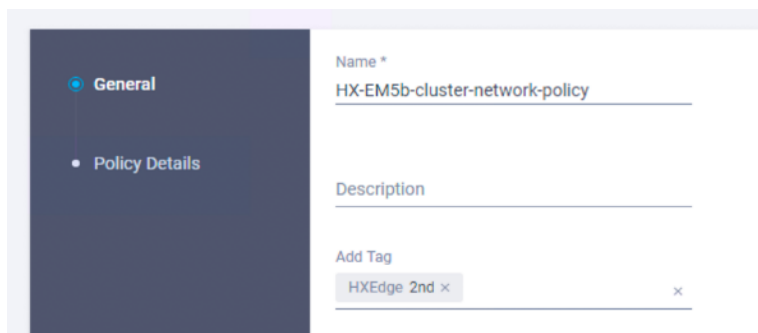 General
Policy Details
Name *
HX-EM5b-cluster-network-policy
Description
Add Tag
HXEdge 2nd ×
×